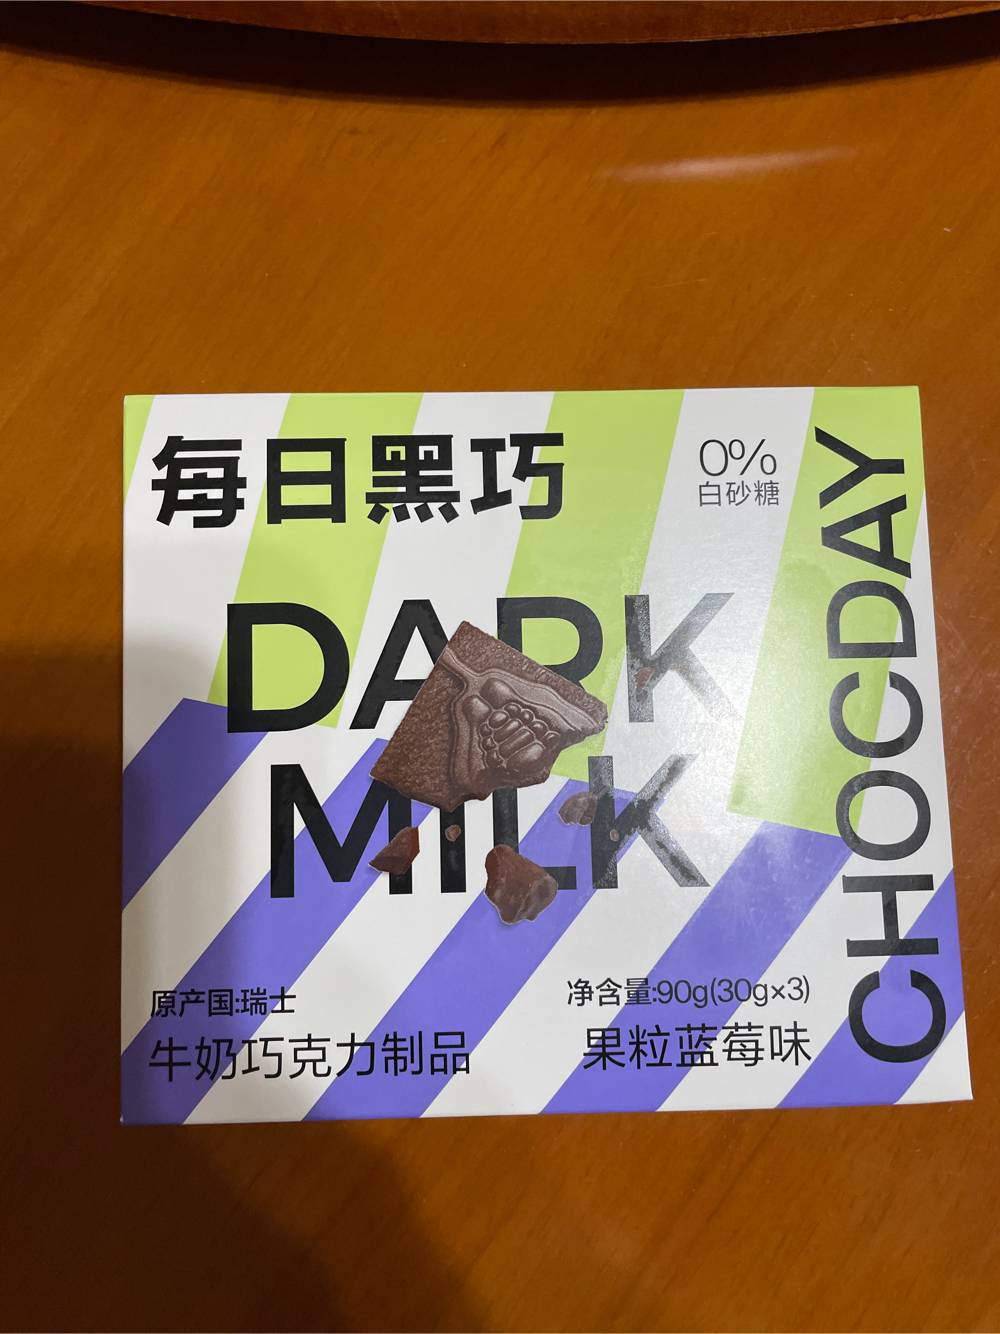 每日黑巧
0%
白砂糖
CHOCDAY
DARK
MILK
原产国:瑞士
牛奶巧克力制品
净含量:90g(30g×3)
果粒蓝莓味